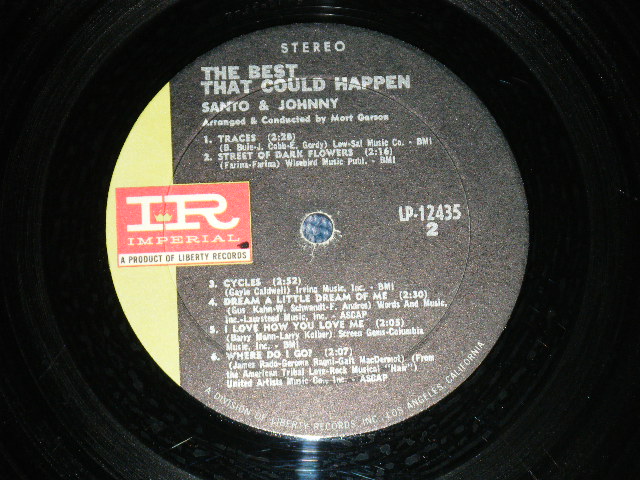 STEREO
THE BEST
THAT COULD HAPPEN
SANTO & JOHNNY
Arranged & Conducted by Mort Garson
1. TRACES (2:28)
(B. Buie-J. Cobb-E. Gordy) Low-Sal Music Co. - BMI
2. STREET OF DARK FLOWERS (2:16)
(Farina-Farina) Wisebird Music Publ. - BMI
LP-12435
2
IR
IMPERIAL
A PRODUCT OF LIBERTY RECORDS
3. CYCLES (2:52)
(Gayle Caldwell) Irving Music, Inc. - BMI
4. DREAM A LITTLE DREAM OF ME (2:30)
(Gus Kahn-W. Schwandt-F. Andree) Words And Music,
Inc.- Music, Inc. - ASCAP
5. I LOVE HOW YOU LOVE ME (2:05)
(Barry Mann-Larry Kolber) Screen Gems-Columbia
Music, Inc. - BMI
6. WHERE DO I GO? (2:07)
(James Rado-Gerome Ragni-Galt MacDermot) (From
the American Tribal Love-Rock Musical "Hair")
United Artists Music Co., Inc. - ASCAP
A DIVISION OF LIBERTY RECORDS, INC., LOS ANGELES, CALIFORNIA